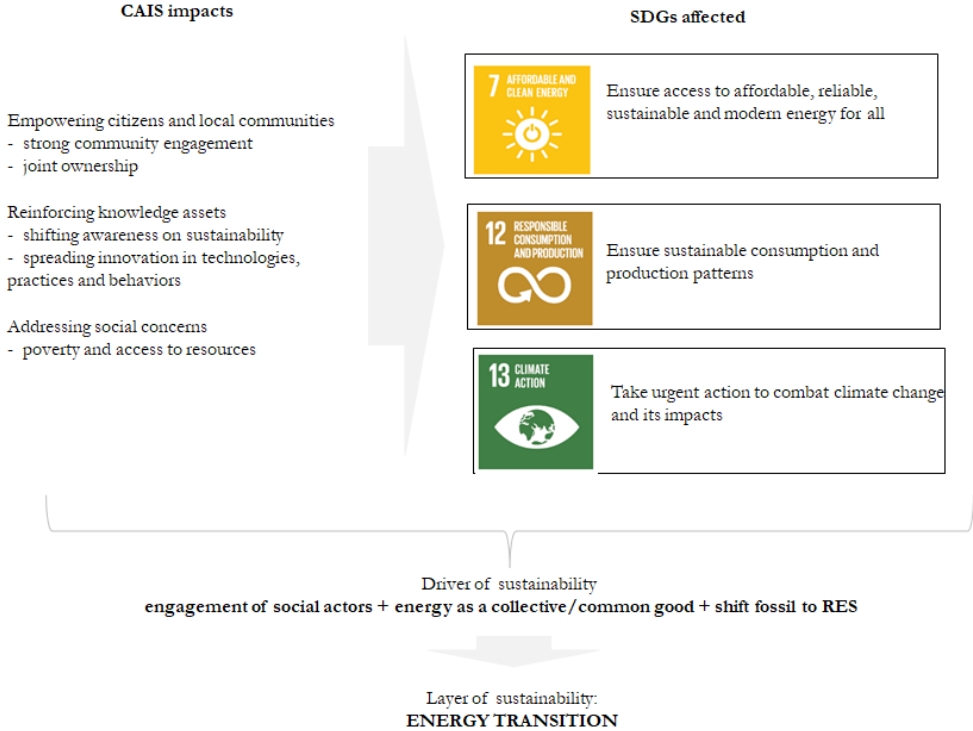 CAIS impacts
SDGs affected
Empowering citizens and local communities
- strong community engagement
- joint ownership
Reinforcing knowledge assets
- shifting awareness on sustainability
- spreading innovation in technologies,
practices and behaviors
Addressing social concerns
- poverty and access to resources
7 AFFORDABLE AND
CLEAN ENERGY
Ensure access to affordable, reliable,
sustainable and modern energy for all
12 RESPONSIBLE
CONSUMPTION
AND PRODUCTION
Ensure sustainable consumption and
production patterns
13 CLIMATE
ACTION
Take urgent action to combat climate change
and its impacts
Driver of sustainability
engagement of social actors + energy as a collective/common good + shift fossil to RES
Layer of sustainability:
ENERGY TRANSITION